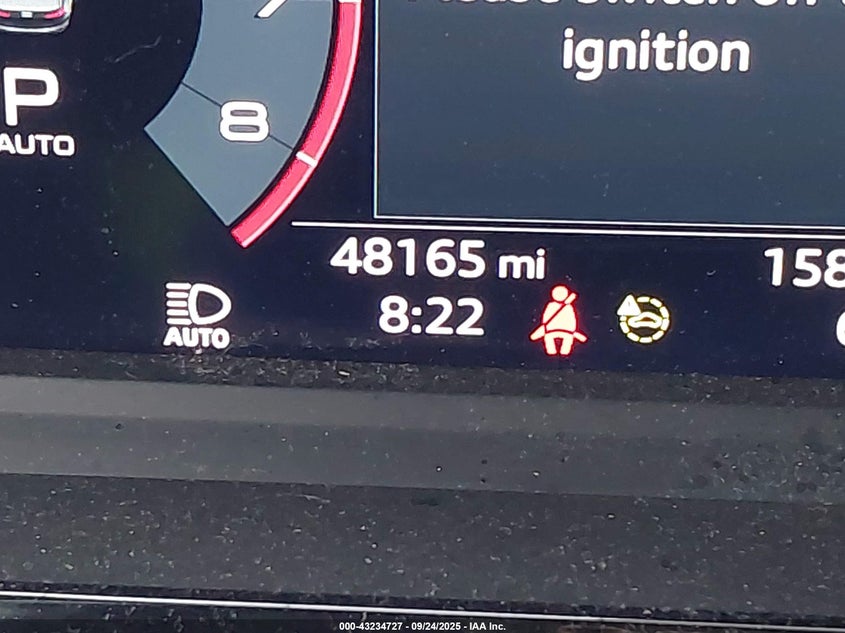 ignition
P
AUTO
8
48165 mi
158
8:22
AUTO
000-43234727 - 09/24/2025 - IAA Inc.